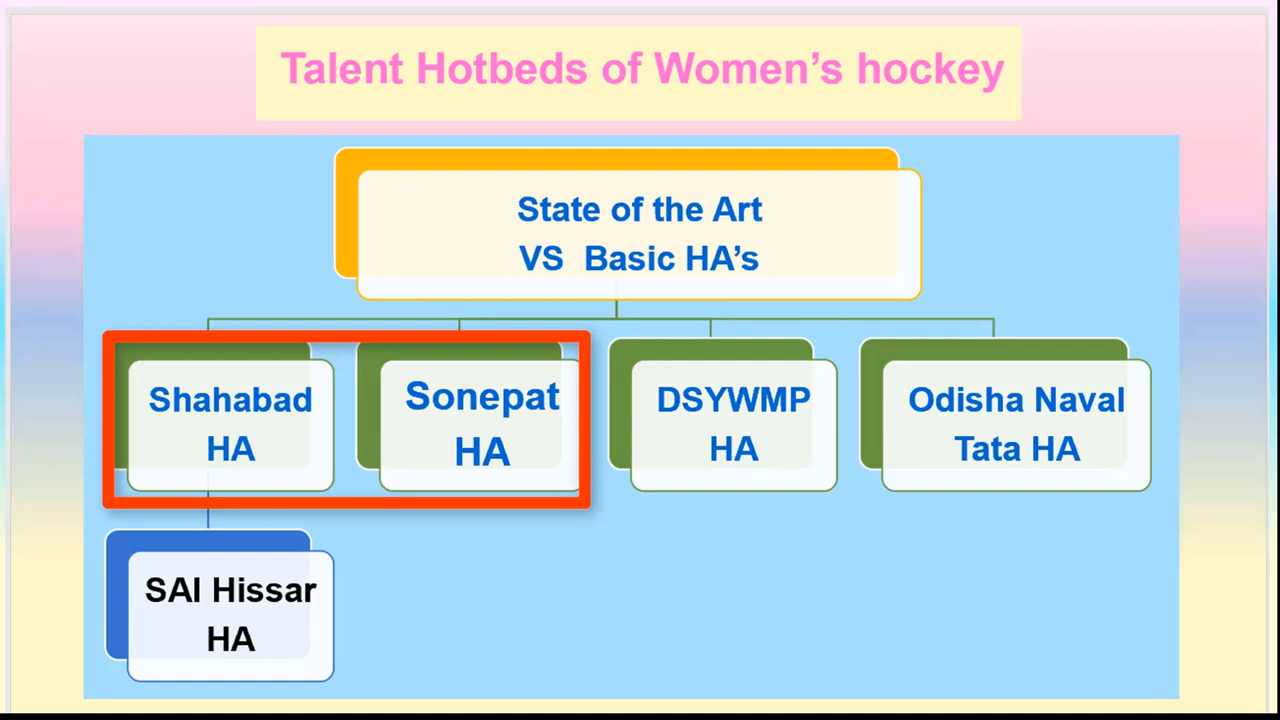 Talent Hotbeds of Women’s hockey
State of the Art
VS Basic HA’s
Shahabad
HA
Sonepat
HA
DSYWMP
HA
Odisha Naval
Tata HA
SAI Hissar
HA